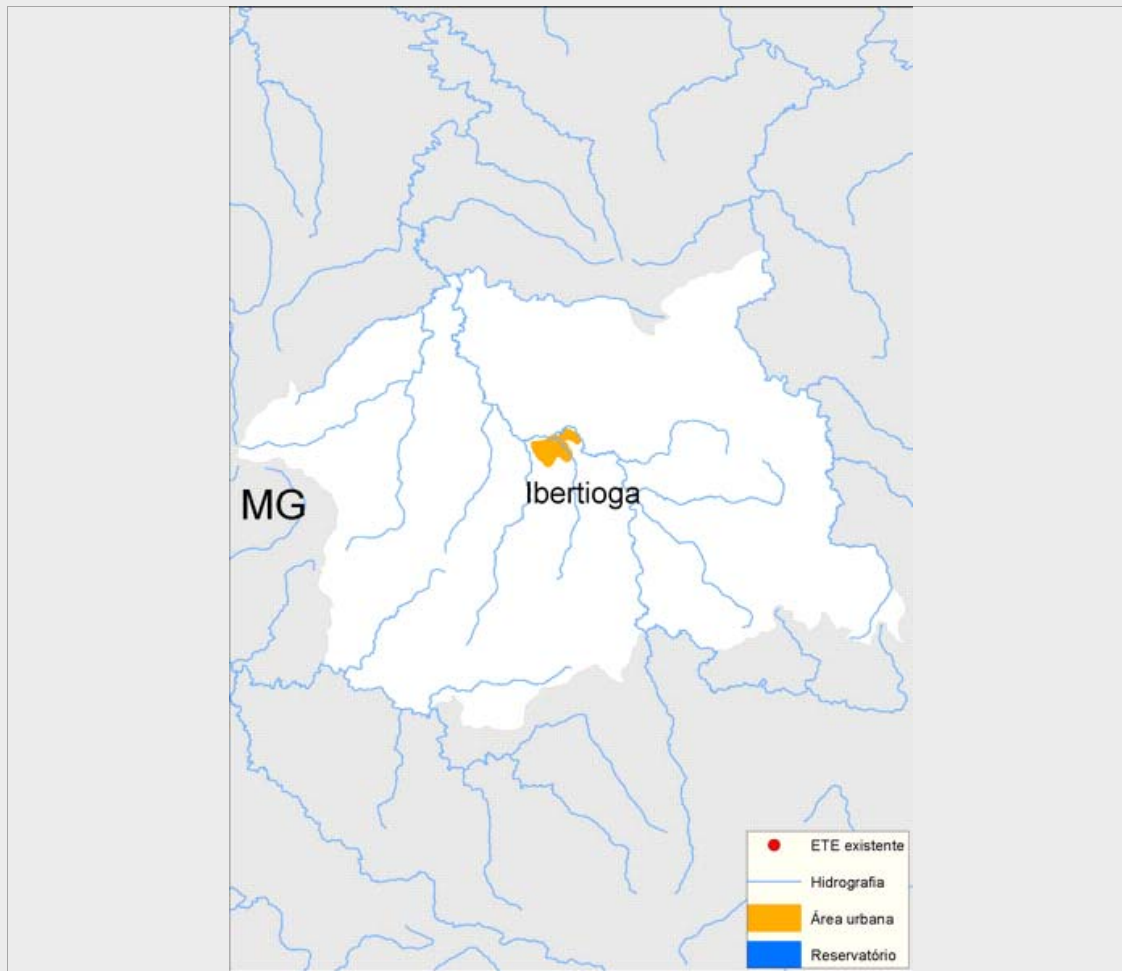 Ibertioga
MG
ETE existente
Hidrografia
Área urbana
Reservatório